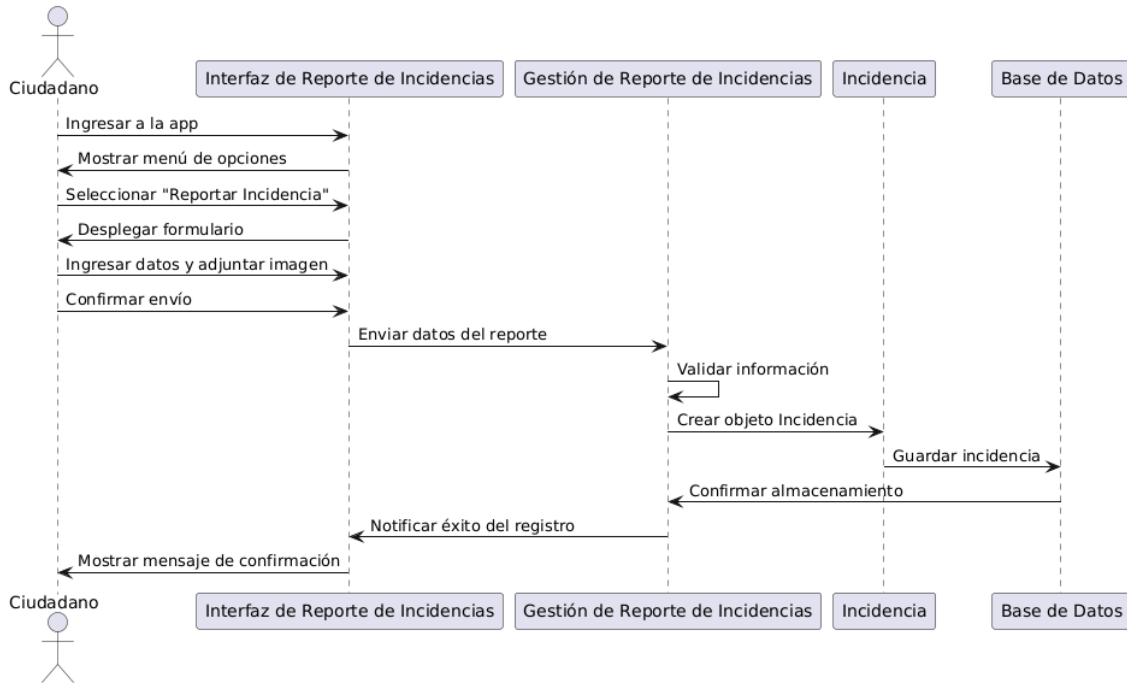 Ciudadano
Interfaz de Reporte de Incidencias
Gestión de Reporte de Incidencias
Incidencia
Base de Datos
Ingresar a la app
Mostrar menú de opciones
Seleccionar "Reportar Incidencia"
Desplegar formulario
Ingresar datos y adjuntar imagen
Confirmar envío
Enviar datos del reporte
Validar información
Crear objeto Incidencia
Guardar incidencia
Confirmar almacenamiento
Notificar éxito del registro
Mostrar mensaje de confirmación
Ciudadano
Interfaz de Reporte de Incidencias
Gestión de Reporte de Incidencias
Incidencia
Base de Datos